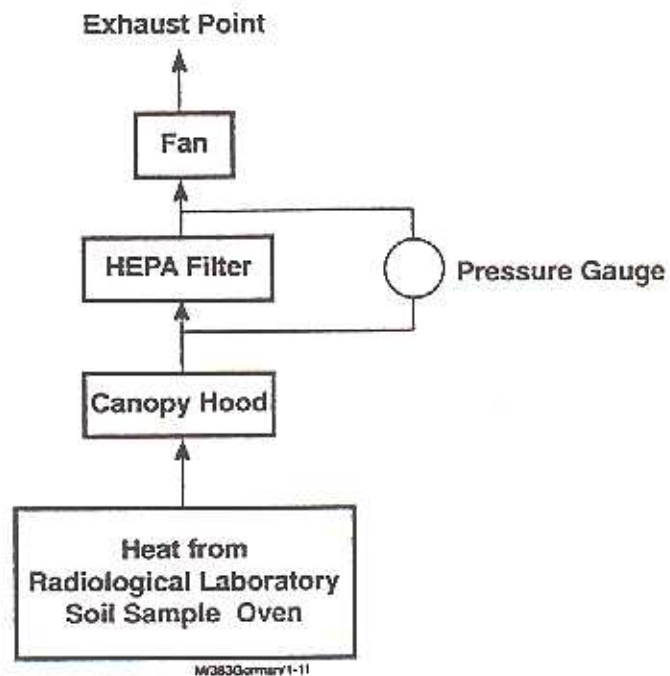 Exhaust Point
Fan
HEPA Filter
Pressure Gauge
Canopy Hood
Heat from
Radiological Laboratory
Soil Sample Oven